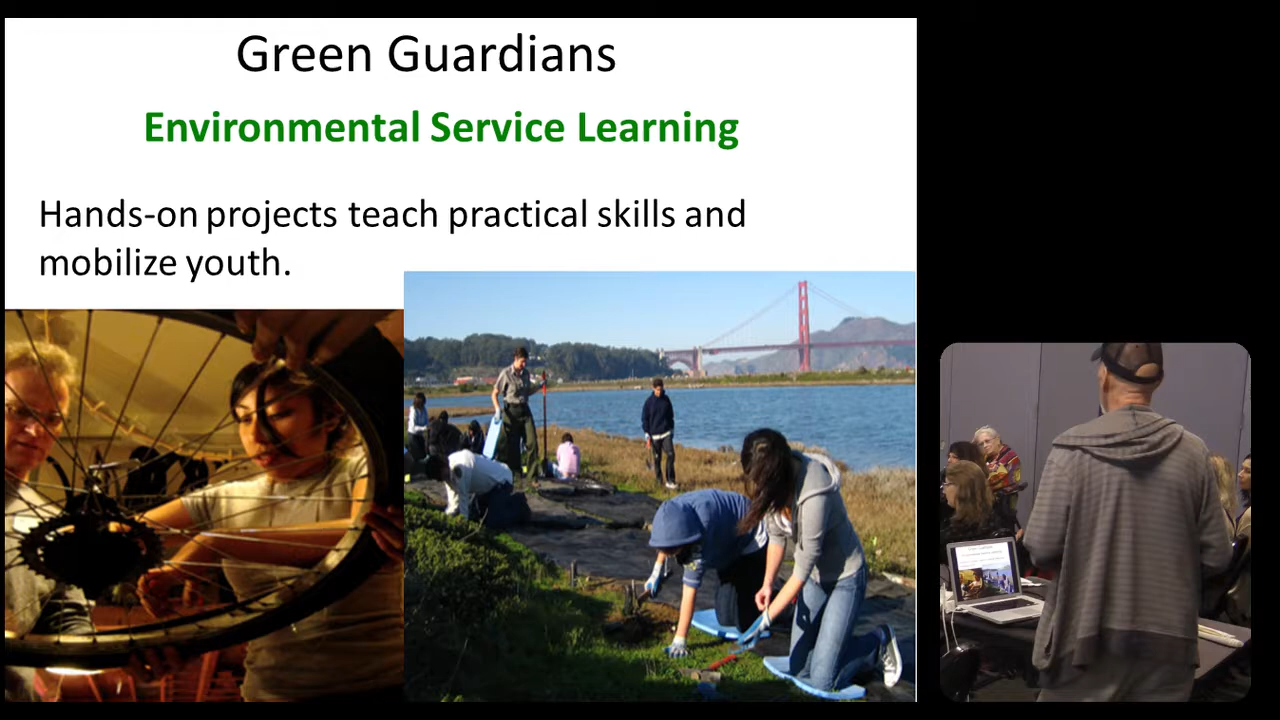 Green Guardians
Environmental Service Learning
Hands-on projects teach practical skills and
mobilize youth.